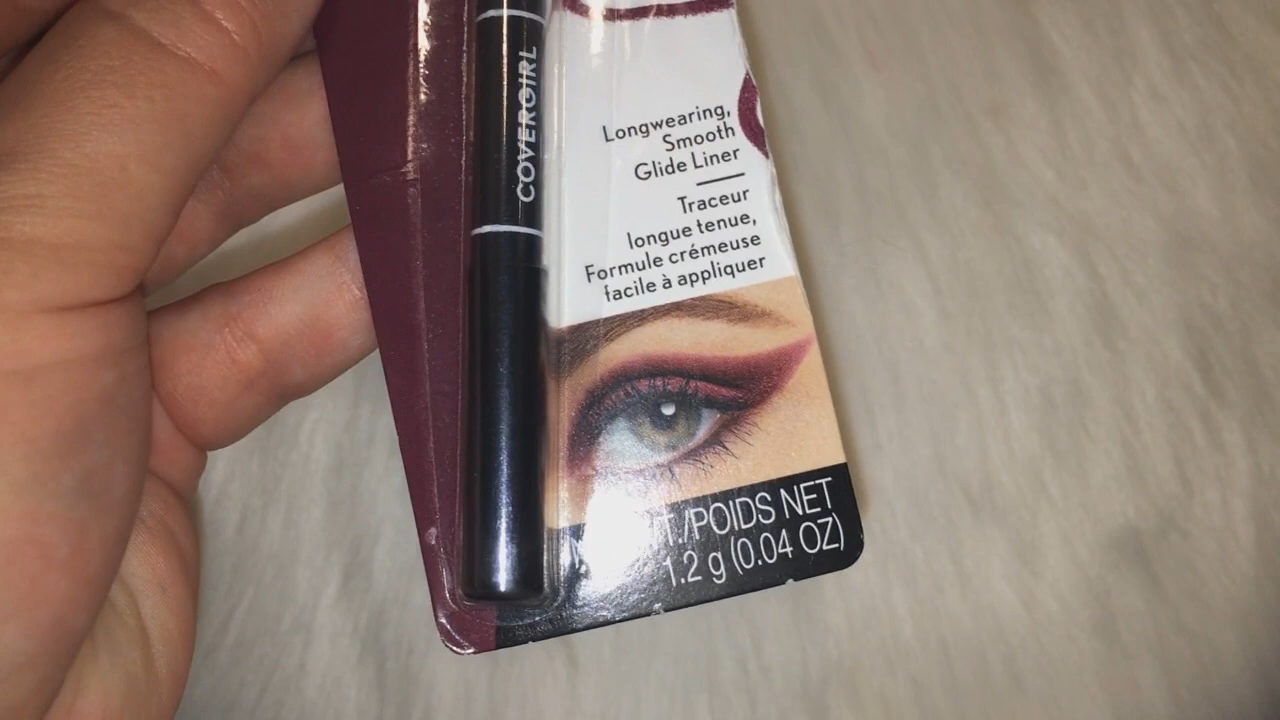 COVERGIRL
Longwearing,
Smooth
Glide Liner
Traceur
longue tenue,
Formule crémeuse
facile à appliquer
POIDS NET
1.2 g (0.04 OZ)